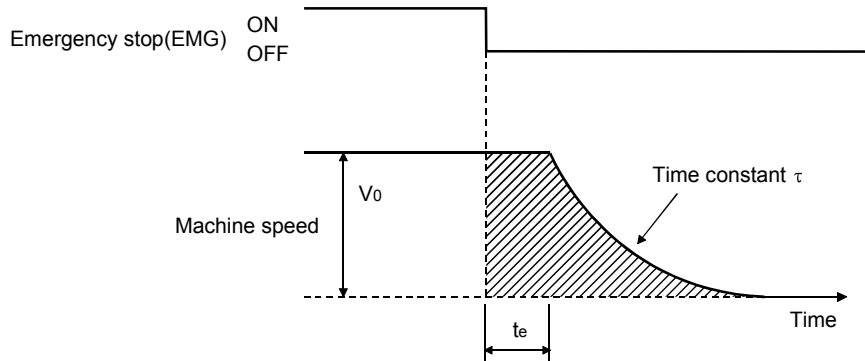 Emergency stop(EMG)
ON
OFF
V0
Time constant τ
Machine speed
Time
te